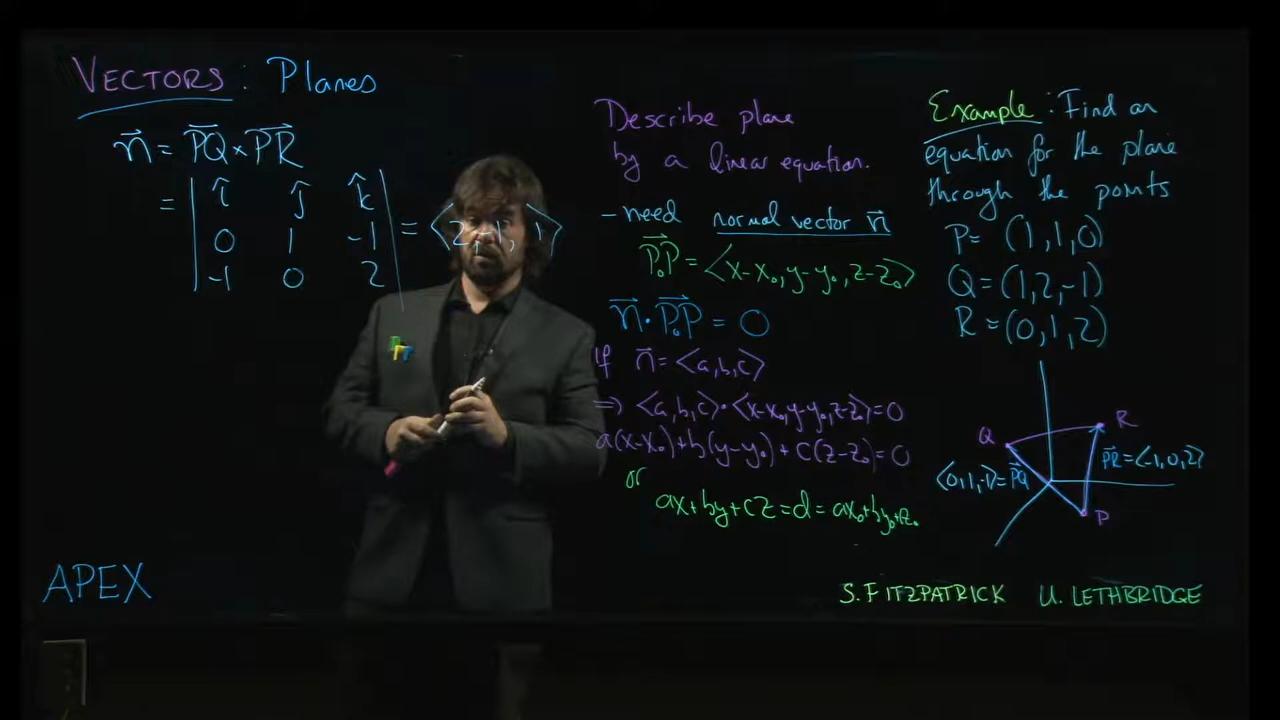 VECTORS: Planes
n⃗ = PQ⃗ × PR⃗
= | î ĵ k̂ | = ⟨2, -1, 1⟩
0 1 -1
-1 0 2
APEX
Describe plane
by a linear equation.
- need normal vector n⃗
P₀P⃗ = ⟨x-x₀, y-y₀, z-z₀⟩
n⃗ · P₀P⃗ = 0
If n⃗ = ⟨a,b,c⟩
⇒ ⟨a,b,c⟩·⟨x-x₀,y-y₀,z-z₀⟩=0
a(x-x₀)+b(y-y₀)+c(z-z₀)=0
or
ax+by+cz=d=ax₀+by₀+cz₀
Example: Find an
equation for the plane
through the points
P= (1,1,0)
Q=(1,2,-1)
R=(0,1,2)
Q
R
⟨0,1,-1⟩=PQ⃗
PR⃗=⟨-1,0,2⟩
P
S. FITZPATRICK U. LETHBRIDGE